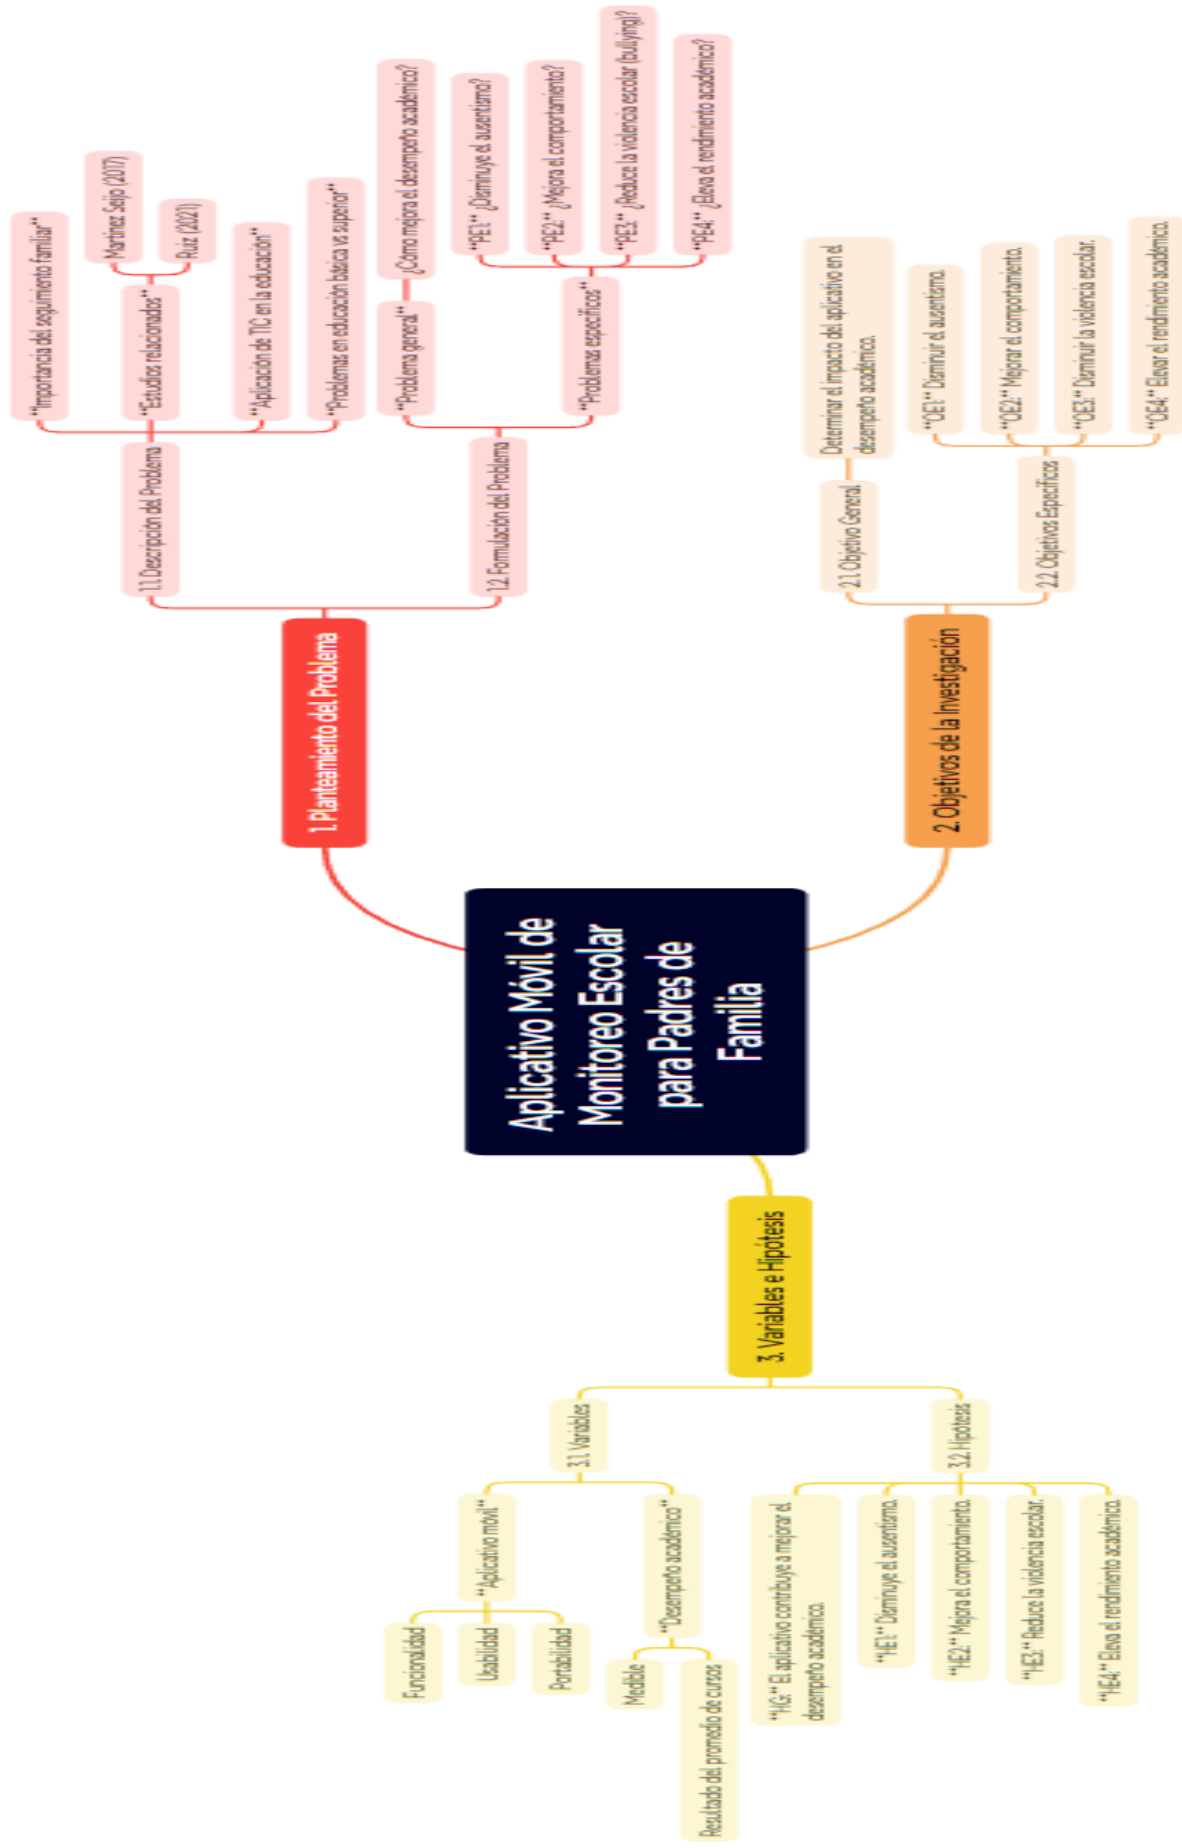 Aplicativo Móvil de
Monitoreo Escolar
para Padres de
Familia
1. Planteamiento del Problema
1.1. Descripción del Problema
**Importancia del seguimiento familiar**
**Estudios relacionados**
Martínez Seijo (2017)
Ruiz (2021)
**Aplicación de TIC en la educación**
**Problemas en educación básica vs superior**
1.2. Formulación del Problema
**Problema general**
¿Cómo mejora el desempeño académico?
**Problemas específicos**
**PE1:** ¿Disminuye el ausentismo?
**PE2:** ¿Mejora el comportamiento?
**PE3:** ¿Reduce la violencia escolar (bullying)?
**PE4:** ¿Eleva el rendimiento académico?
2. Objetivos de la Investigación
2.1. Objetivo General
Determinar el impacto del aplicativo en el
desempeño académico.
2.2. Objetivos Específicos
**OE1:** Disminuir el ausentismo.
**OE2:** Mejorar el comportamiento.
**OE3:** Disminuir la violencia escolar.
**OE4:** Elevar el rendimiento académico.
3. Variables e Hipótesis
3.1. Variables
**Aplicativo móvil**
Funcionalidad
Usabilidad
Portabilidad
**Desempeño académico**
Medible
Resultado del promedio de cursos
3.2. Hipótesis
**HG:** El aplicativo contribuye a mejorar el
desempeño académico.
**HE1:** Disminuye el ausentismo.
**HE2:** Mejora el comportamiento.
**HE3:** Reduce la violencia escolar.
**HE4:** Eleva el rendimiento académico.